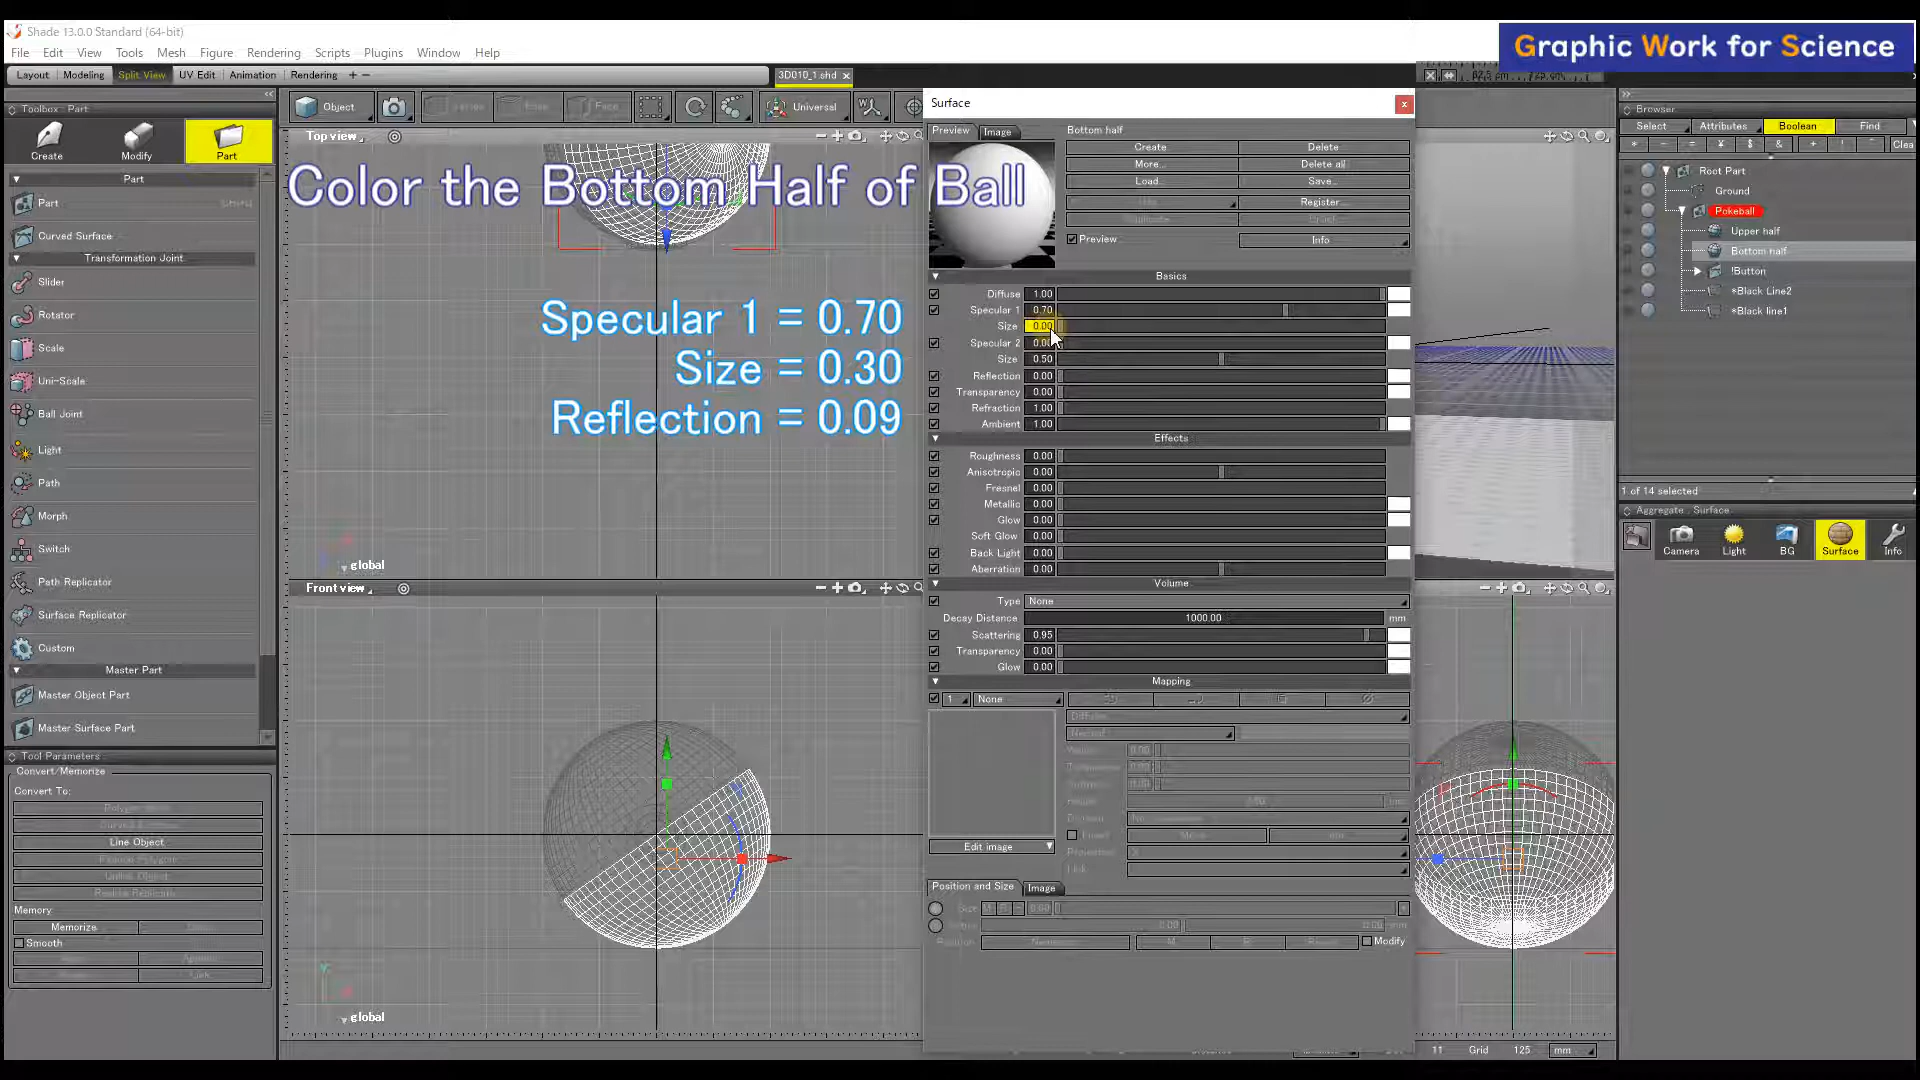 Shade 13.0.0 Standard (64-bit)
File Edit View Tools Mesh Figure Rendering Scripts Plugins Window Help
Graphic Work for Science
Layout Modeling Split View UV Edit Animation Rendering
3D010_1.shd
Toolbox: Part
Create Modify Part
Part
Part
Curved Surface
Transformation Joint
Slider
Rotator
Scale
Uni-Scale
Ball Joint
Light
Path
Morph
Switch
Path Replicator
Surface Replicator
Custom
Master Part
Master Object Part
Master Surface Part
Tool Parameters
Convert/Memorize
Convert To:
Line Object
Memory:
Memorize
Smooth
Object
Universal
Top view
Color the Bottom Half of Ball
Specular 1 = 0.70
Size = 0.30
Reflection = 0.09
global
Front view
global
Surface
Preview Image
Bottom half
Create Delete
More... Delete all
Load... Save...
Register...
Preview
Info
Basics
Diffuse 1.00
Specular 1 0.70
Size 0.00
Specular 2 0.00
Size 0.50
Reflection 0.00
Transparency 0.00
Refraction 1.00
Ambient 1.00
Effects
Roughness 0.00
Anisotropic 0.00
Fresnel 0.00
Metallic 0.00
Glow 0.00
Soft Glow 0.00
Back Light 0.00
Aberration 0.00
Volume
Type None
Decay Distance 1000.00 mm
Scattering 0.95
Transparency 0.00
Glow 0.00
Mapping
1 None
Edit image
Position and Size Image
Modify
Browser
Select Attributes Boolean Find
Root Part
Ground
Pokeball
Upper half
Bottom half
!Button
*Black Line2
*Black line1
1 of 14 selected
Aggregate : Surface
Camera Light BG Surface Info
11 Grid 125 mm